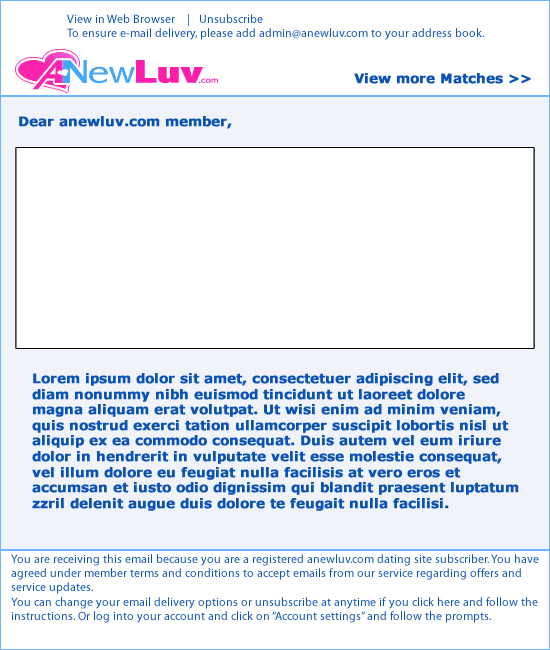 View in Web Browser | Unsubscribe
To ensure e-mail delivery, please add admin@anewluv.com to your address book.
ANewLuv.com
View more Matches >>
Dear anewluv.com member,
Lorem ipsum dolor sit amet, consectetuer adipiscing elit, sed
diam nonummy nibh euismod tincidunt ut laoreet dolore
magna aliquam erat volutpat. Ut wisi enim ad minim veniam,
quis nostrud exerci tation ullamcorper suscipit lobortis nisl ut
aliquip ex ea commodo consequat. Duis autem vel eum iriure
dolor in hendrerit in vulputate velit esse molestie consequat,
vel illum dolore eu feugiat nulla facilisis at vero eros et
accumsan et iusto odio dignissim qui blandit praesent luptatum
zzril delenit augue duis dolore te feugait nulla facilisi.
You are receiving this email because you are a registered anewluv.com dating site subscriber. You have
agreed under member terms and conditions to accept emails from our service regarding offers and
service updates.
You can change your email delivery options or unsubscribe at anytime if you click here and follow the
instructions. Or log into your account and click on “Account settings” and follow the prompts.